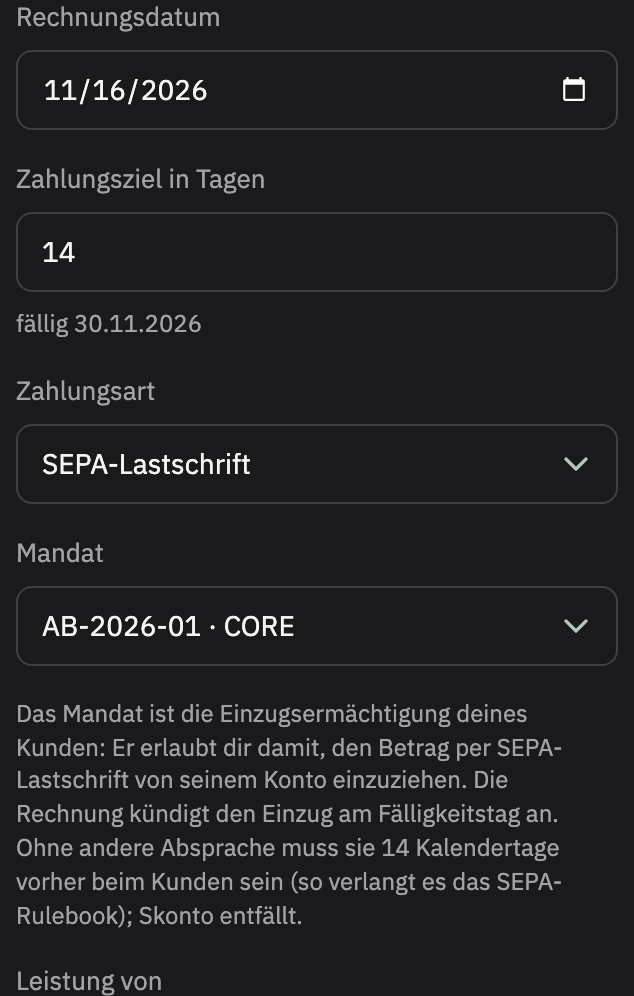 Rechnungsdatum
11/16/2026
Zahlungsziel in Tagen
14
fällig 30.11.2026
Zahlungsart
SEPA-Lastschrift
Mandat
AB-2026-01 · CORE
Das Mandat ist die Einzugsermächtigung deines
Kunden: Er erlaubt dir damit, den Betrag per SEPA-
Lastschrift von seinem Konto einzuziehen. Die
Rechnung kündigt den Einzug am Fälligkeitstag an.
Ohne andere Absprache muss sie 14 Kalendertage
vorher beim Kunden sein (so verlangt es das SEPA-
Rulebook); Skonto entfällt.
Leistung von